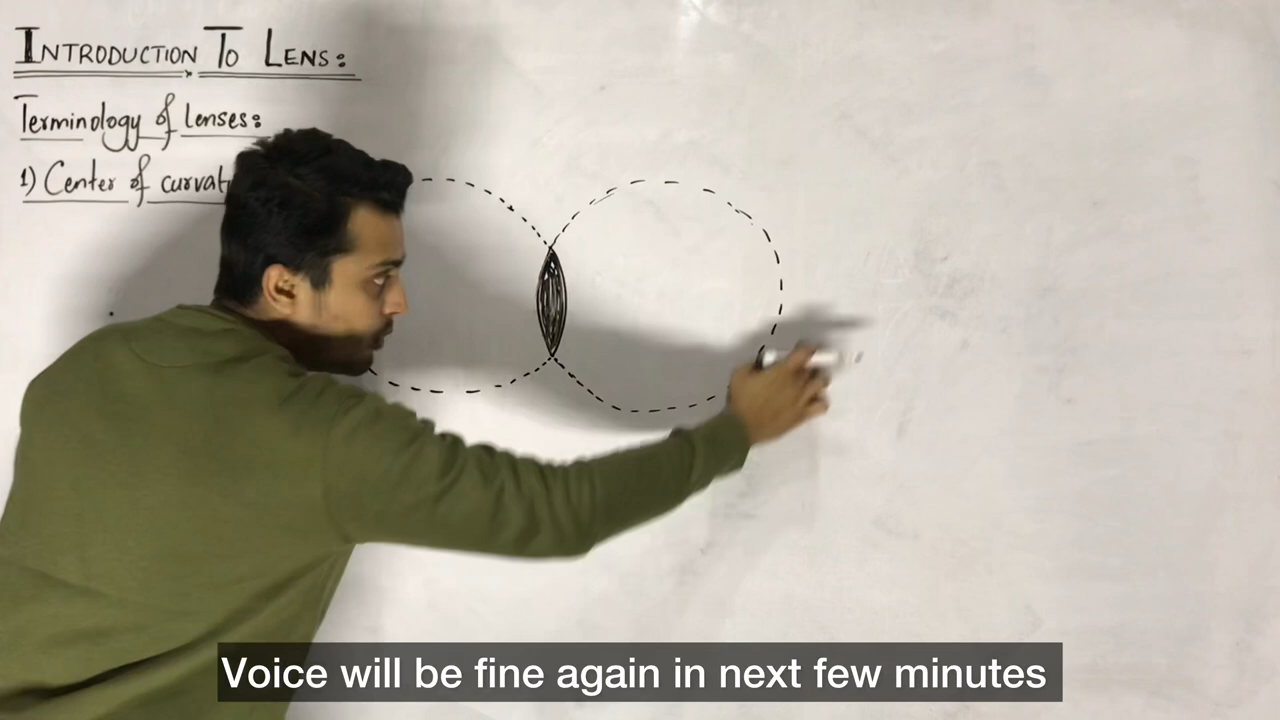 INTRODUCTION TO LENS:
Terminology of Lenses:
1) Center of
Voice will be fine again in next few minutes